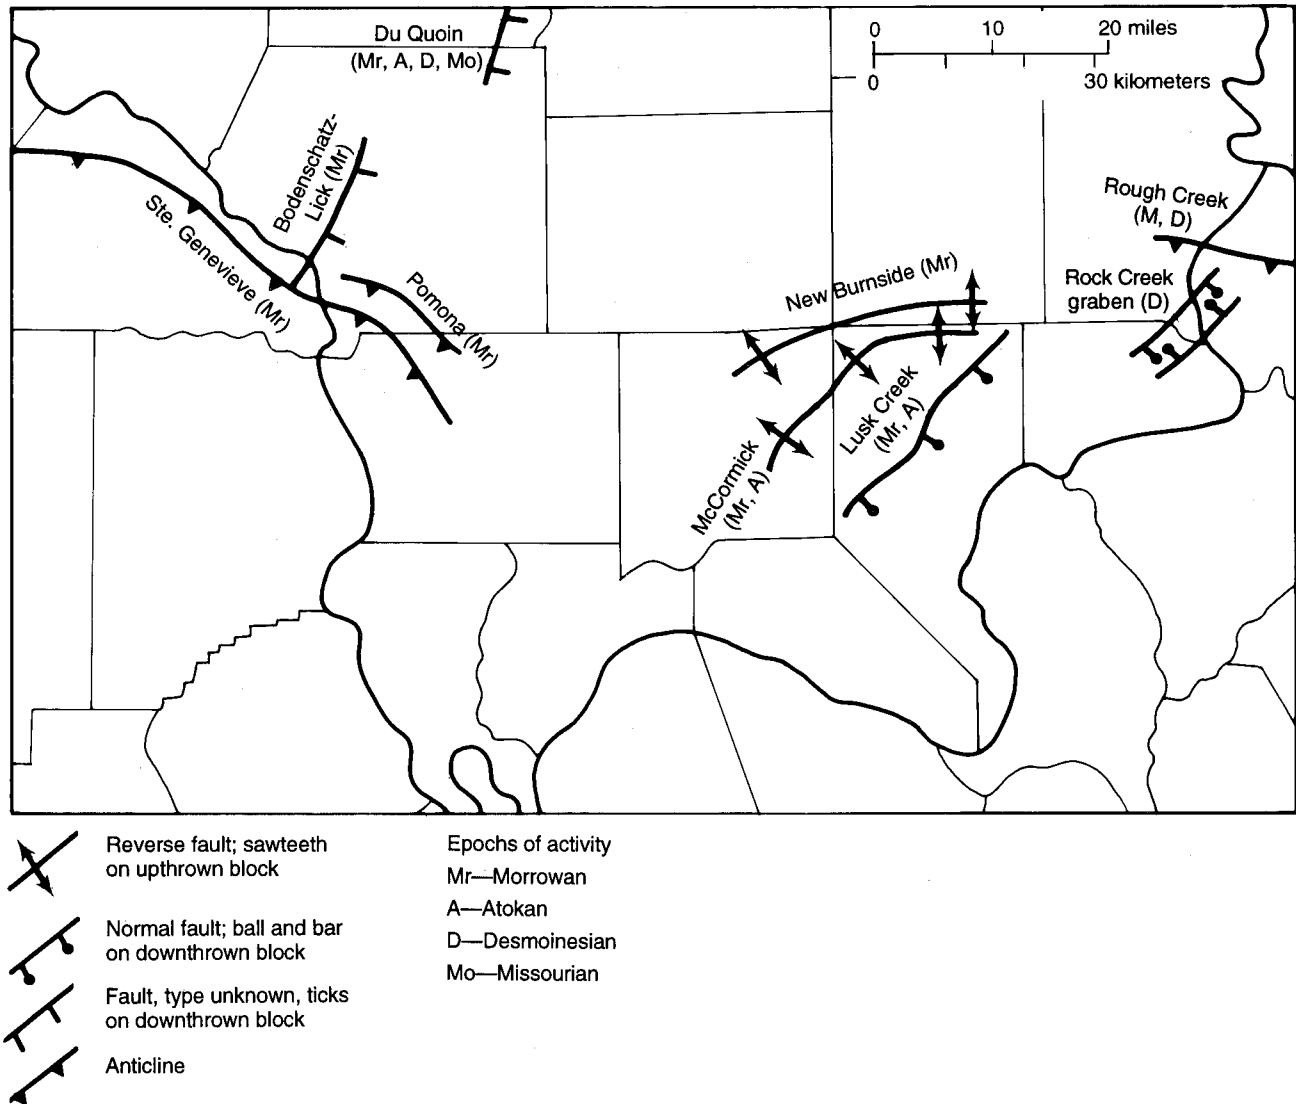 Du Quoin
(Mr, A, D, Mo)
0 10 20 miles
0 30 kilometers
Bodenschatz-
Lick (Mr)
Ste. Genevieve (Mr)
Pomona (Mr)
Rough Creek
(M, D)
Rock Creek
graben (D)
New Burnside (Mr)
Lusk Creek
(Mr, A)
McCormick
(Mr, A)
Reverse fault; sawteeth
on upthrown block
Normal fault; ball and bar
on downthrown block
Fault, type unknown, ticks
on downthrown block
Anticline
Epochs of activity
Mr—Morrowan
A—Atokan
D—Desmoinesian
Mo—Missourian